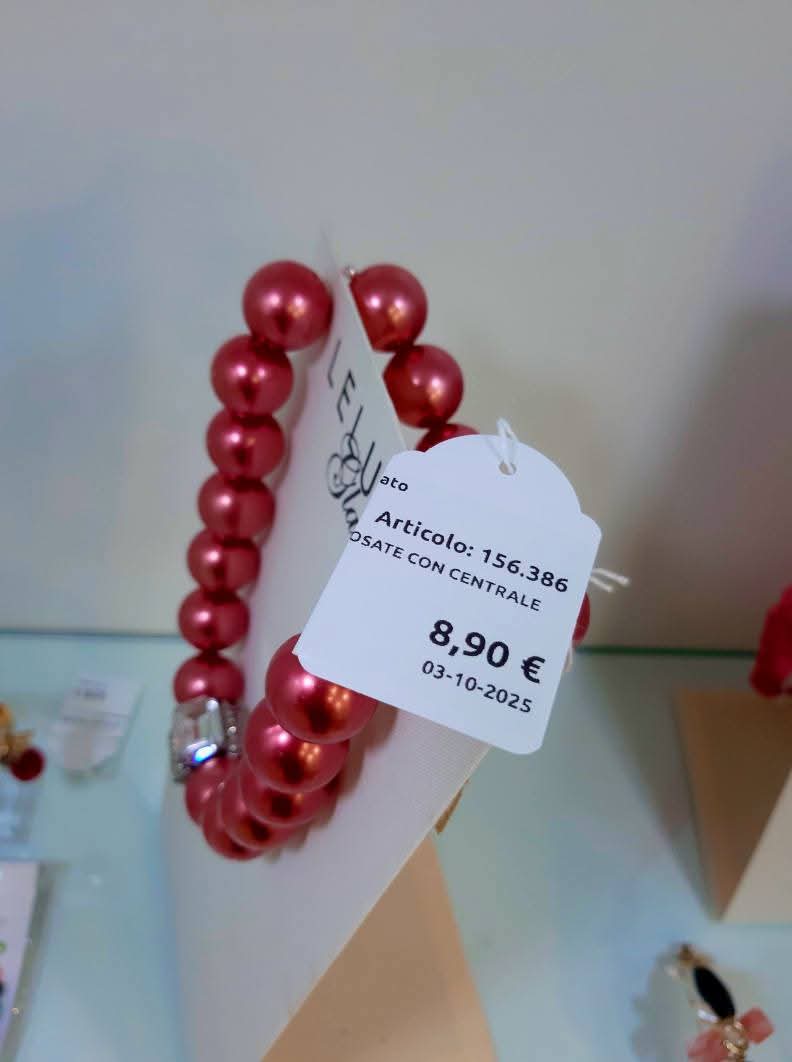 ato
Articolo: 156.386
OSATE CON CENTRALE
8,90 €
03-10-2025